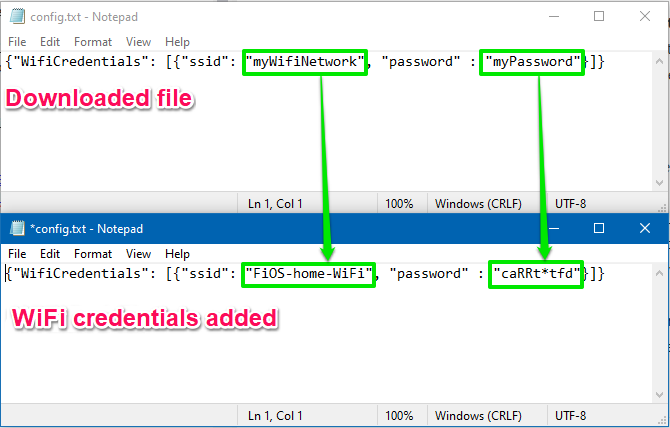 config.txt - Notepad
File Edit Format View Help
{"WifiCredentials": [{"ssid": "myWifiNetwork", "password" : "myPassword"}]}
Downloaded file
Ln 1, Col 1 100% Windows (CRLF) UTF-8
*config.txt - Notepad
File Edit Format View Help
{"WifiCredentials": [{"ssid": "FiOS-home-WiFi", "password" : "caRRt*tfd"}]}
WiFi credentials added
Ln 1, Col 1 100% Windows (CRLF) UTF-8